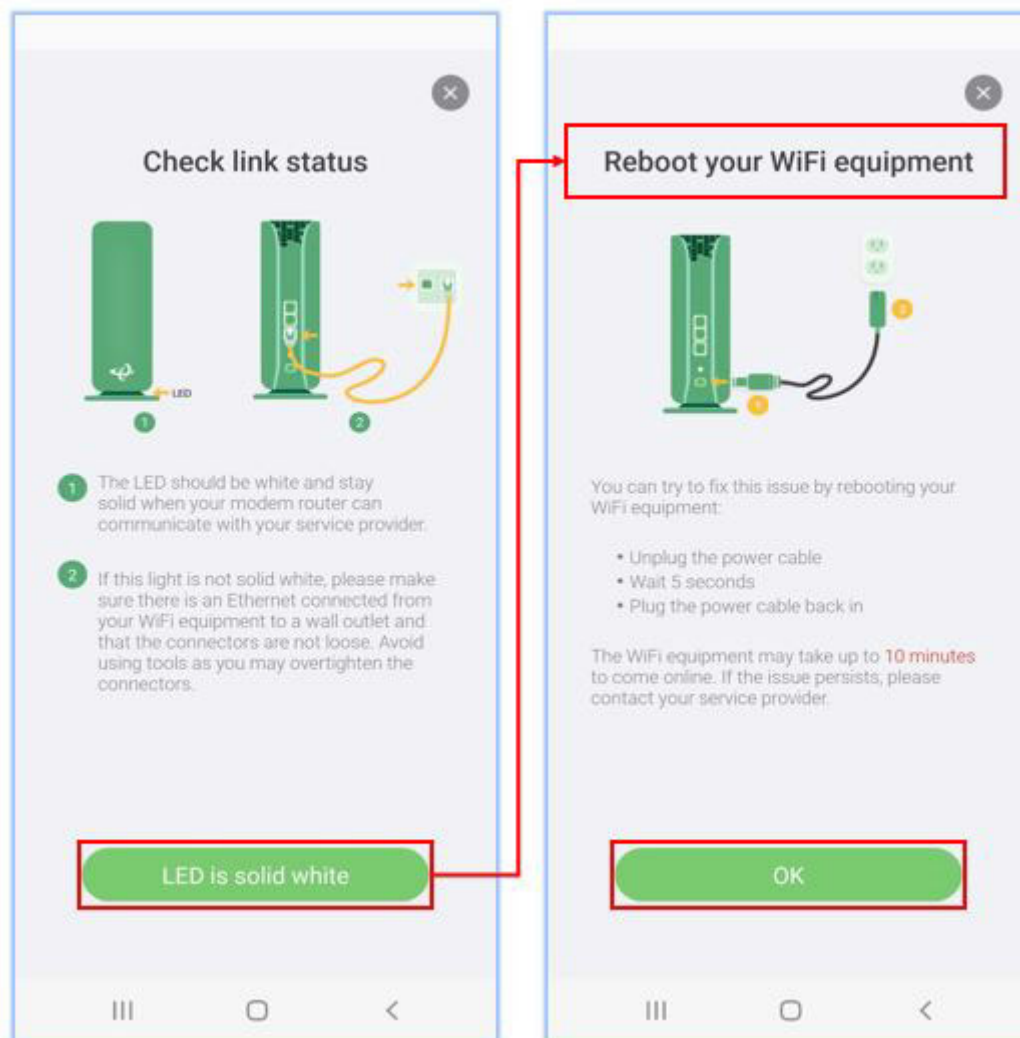 Check link status
LED
1
2
1
The LED should be white and stay
solid when your modem router can
communicate with your service provider.
2
If this light is not solid white, please make
sure there is an Ethernet connected from
your WiFi equipment to a wall outlet and
that the connectors are not loose. Avoid
using tools as you may overtighten the
connectors.
LED is solid white
Reboot your WiFi equipment
You can try to fix this issue by rebooting your
WiFi equipment:
• Unplug the power cable
• Wait 5 seconds
• Plug the power cable back in
The WiFi equipment may take up to 10 minutes
to come online. If the issue persists, please
contact your service provider.
OK